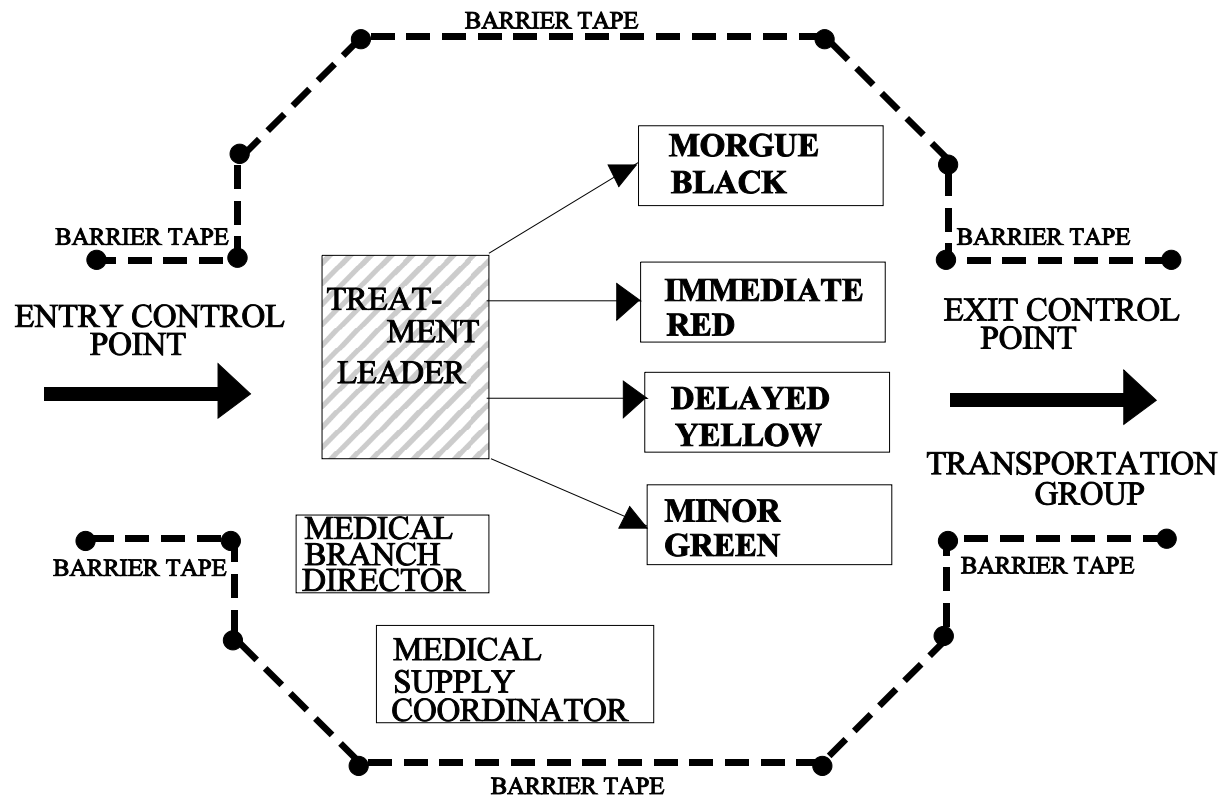 BARRIER TAPE
MORGUE
BLACK
BARRIER TAPE
BARRIER TAPE
ENTRY CONTROL
POINT
TREAT-
MENT
LEADER
IMMEDIATE
RED
EXIT CONTROL
POINT
DELAYED
YELLOW
TRANSPORTATION
GROUP
MINOR
GREEN
MEDICAL
BRANCH
DIRECTOR
BARRIER TAPE
BARRIER TAPE
MEDICAL
SUPPLY
COORDINATOR
BARRIER TAPE